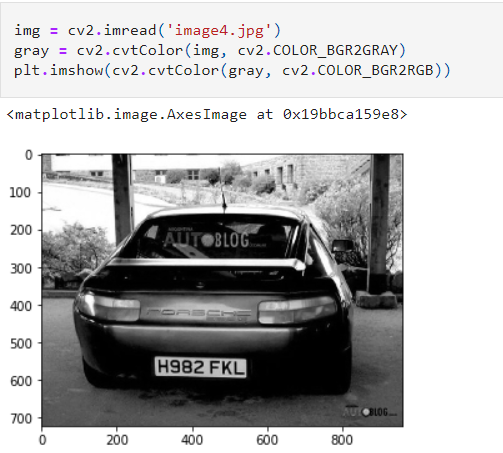 img = cv2.imread('image4.jpg')
gray = cv2.cvtColor(img, cv2.COLOR_BGR2GRAY)
plt.imshow(cv2.cvtColor(gray, cv2.COLOR_BGR2RGB))
<matplotlib.image.AxesImage at 0x19bbca159e8>
0
100
200
300
400
500
600
700
AUTOBLOG
PORSCHE
H982 FKL
AUTOBLOG
0 200 400 600 800